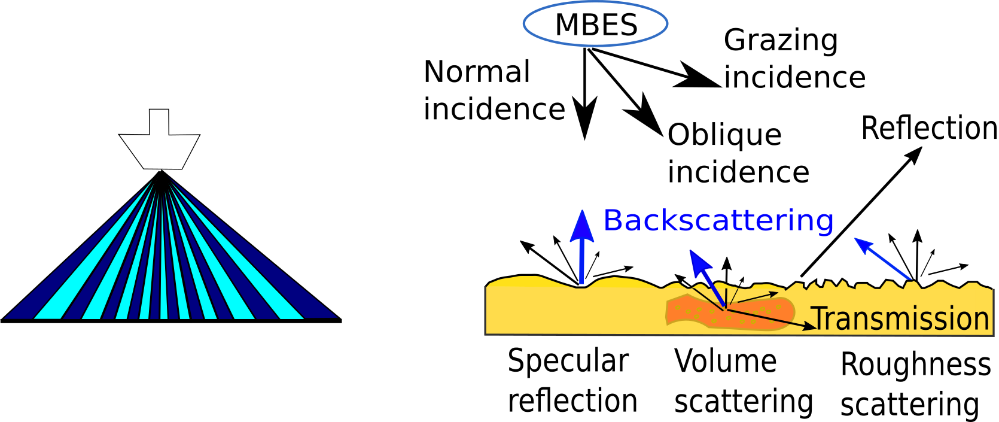 MBES
Grazing
incidence
Normal
incidence
Oblique
incidence
Reflection
Backscattering
Transmission
Specular
reflection
Volume
scattering
Roughness
scattering